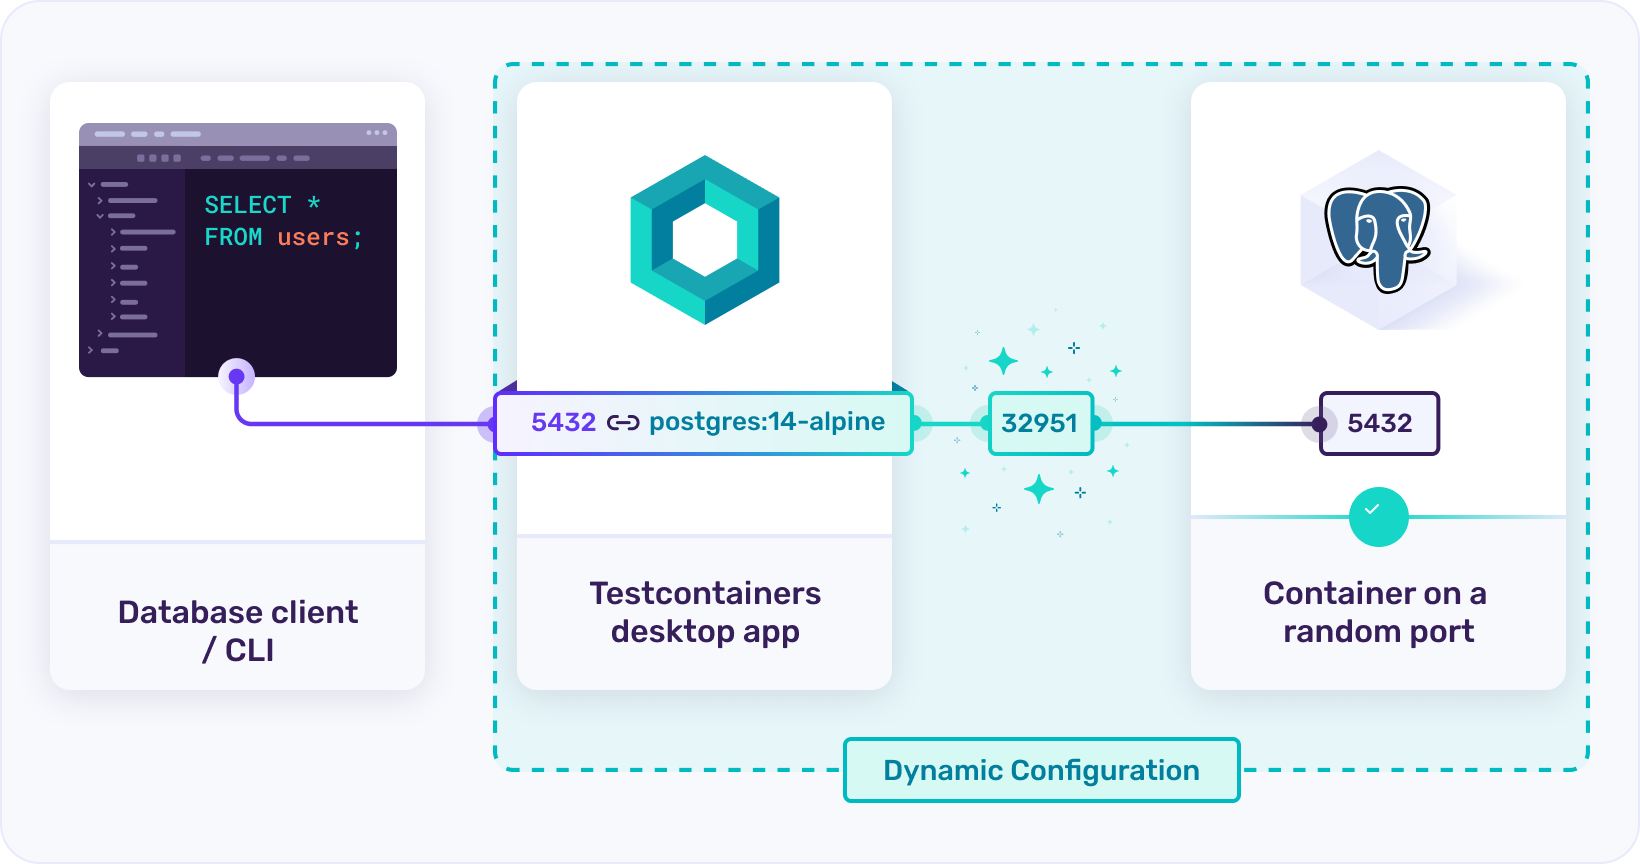 SELECT *
FROM users;
5432 postgres:14-alpine
32951
5432
Database client
/ CLI
Testcontainers
desktop app
Container on a
random port
Dynamic Configuration